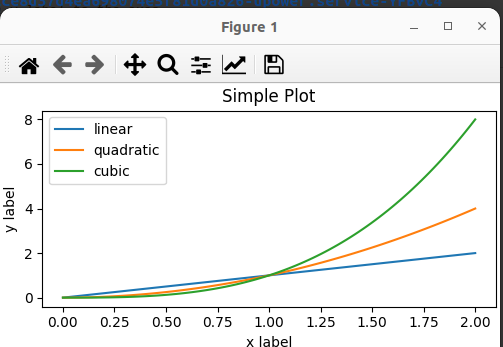 Figure 1
Simple Plot
linear
quadratic
cubic
y label
8
6
4
2
0
0.00 0.25 0.50 0.75 1.00 1.25 1.50 1.75 2.00
x label